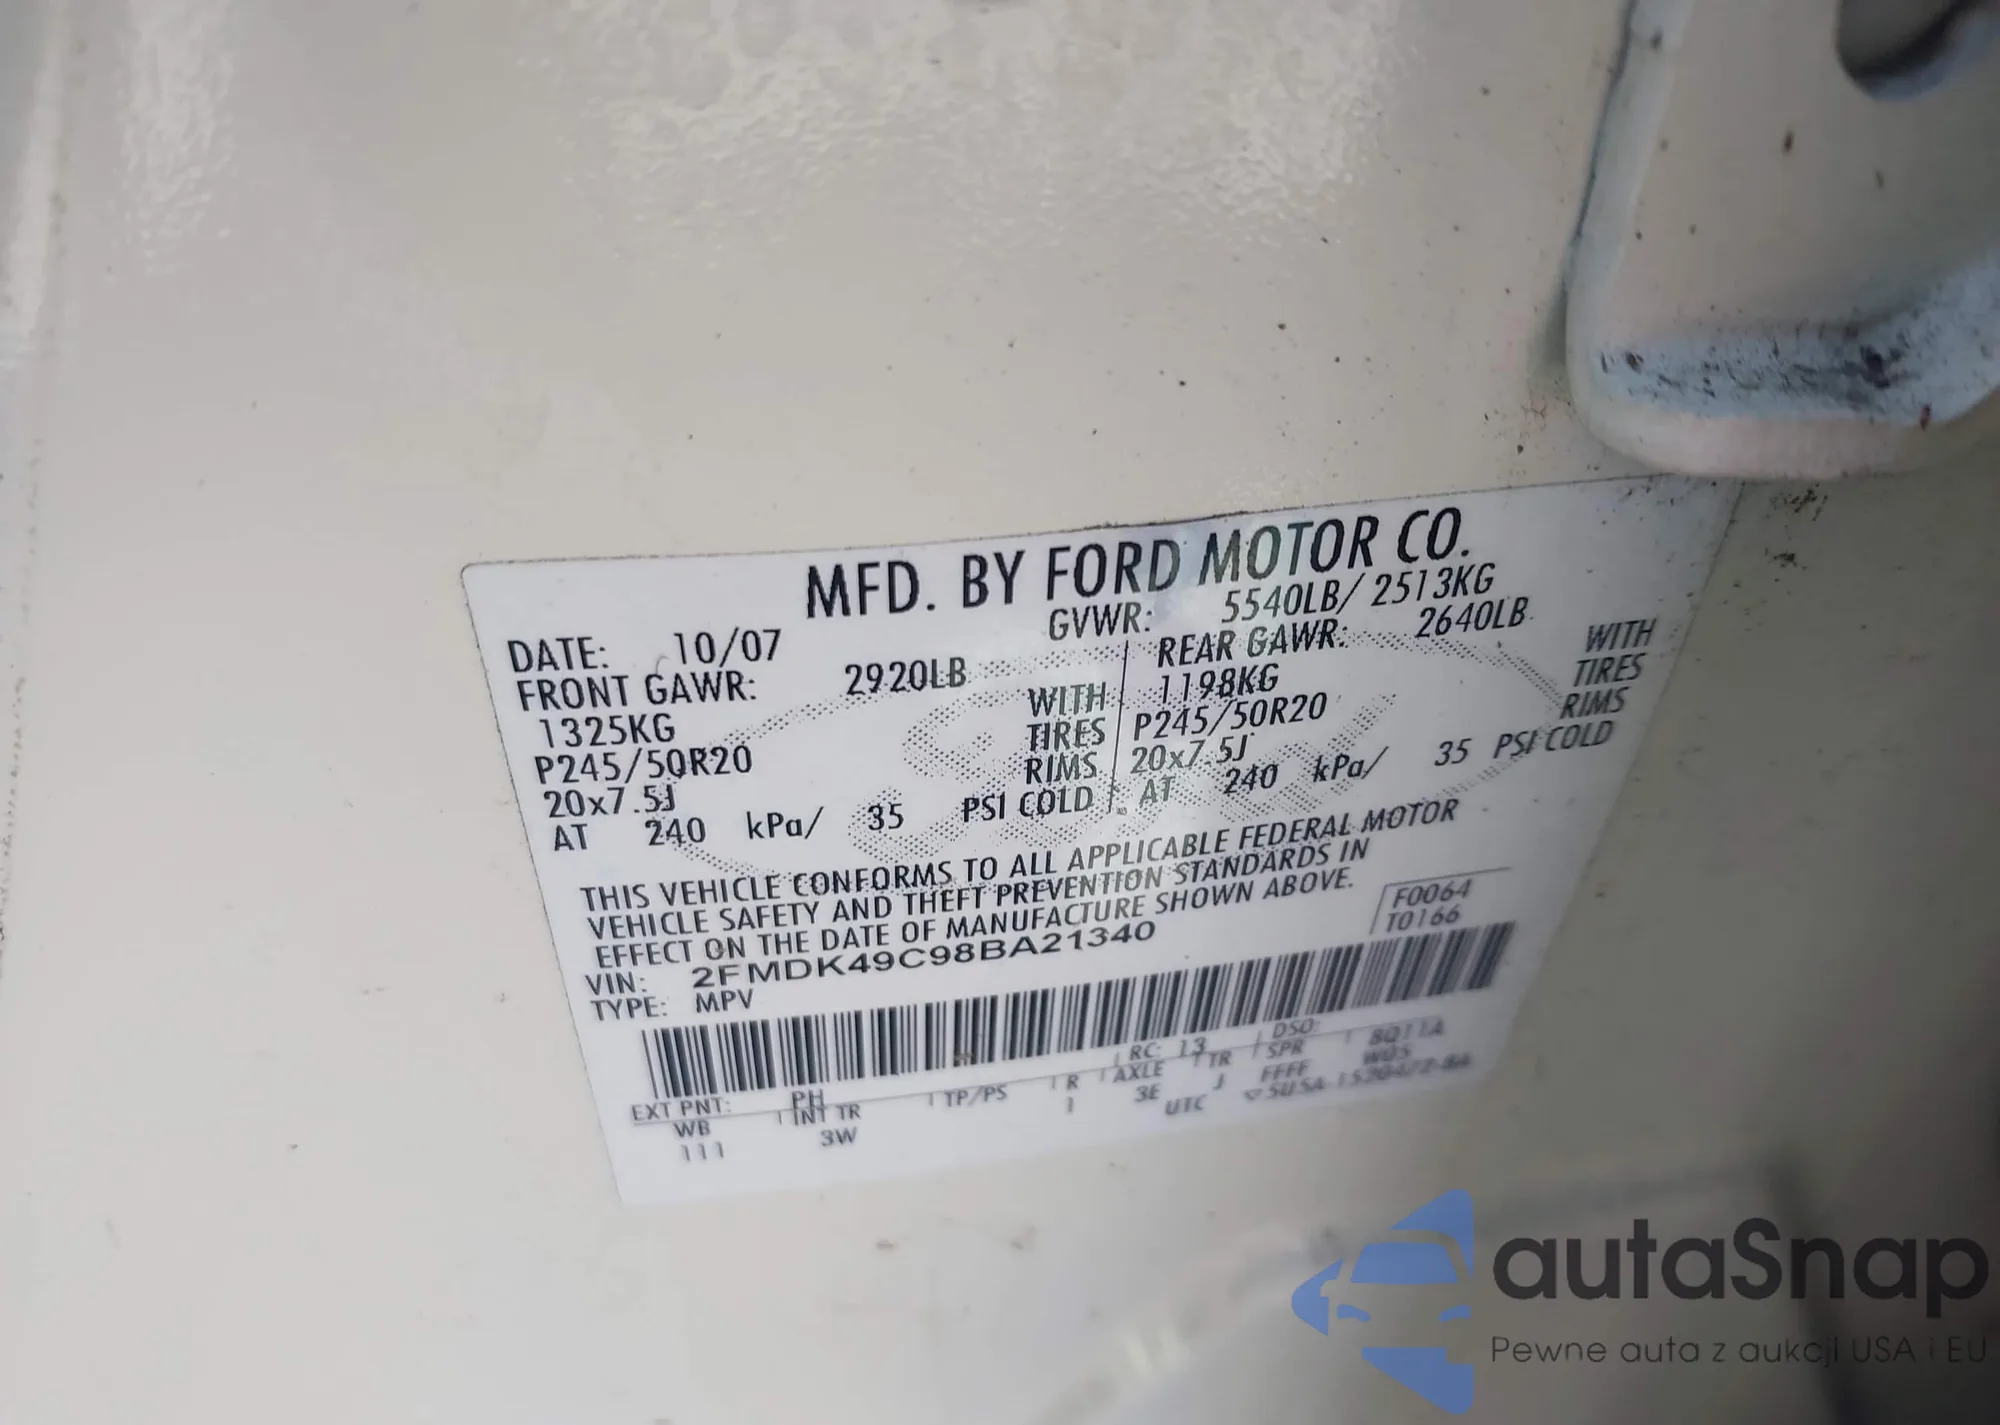 MFD. BY FORD MOTOR CO.
DATE: 10/07 GVWR: 5540LB/ 2513KG
FRONT GAWR: 2920LB REAR GAWR: 2640LB
1325KG WITH 1198KG WITH
P245/50R20 TIRES P245/50R20 TIRES
20x7.5J RIMS 20x7.5J RIMS
AT 240 kPa/ 35 PSI COLD AT 240 kPa/ 35 PSI COLD
THIS VEHICLE CONFORMS TO ALL APPLICABLE FEDERAL MOTOR
VEHICLE SAFETY AND THEFT PREVENTION STANDARDS IN
EFFECT ON THE DATE OF MANUFACTURE SHOWN ABOVE.
F0064
T0166
VIN: 2FMDK49C98BA21340
TYPE: MPV
EXT PNT: PH RC: 13 DSO:
WB INT TR TP/PS R AXLE TR SPR 8Q11A
111 3W 1 3E J FFFF W05
UTC
autaSnap
Pewne auta z aukcji USA i EU